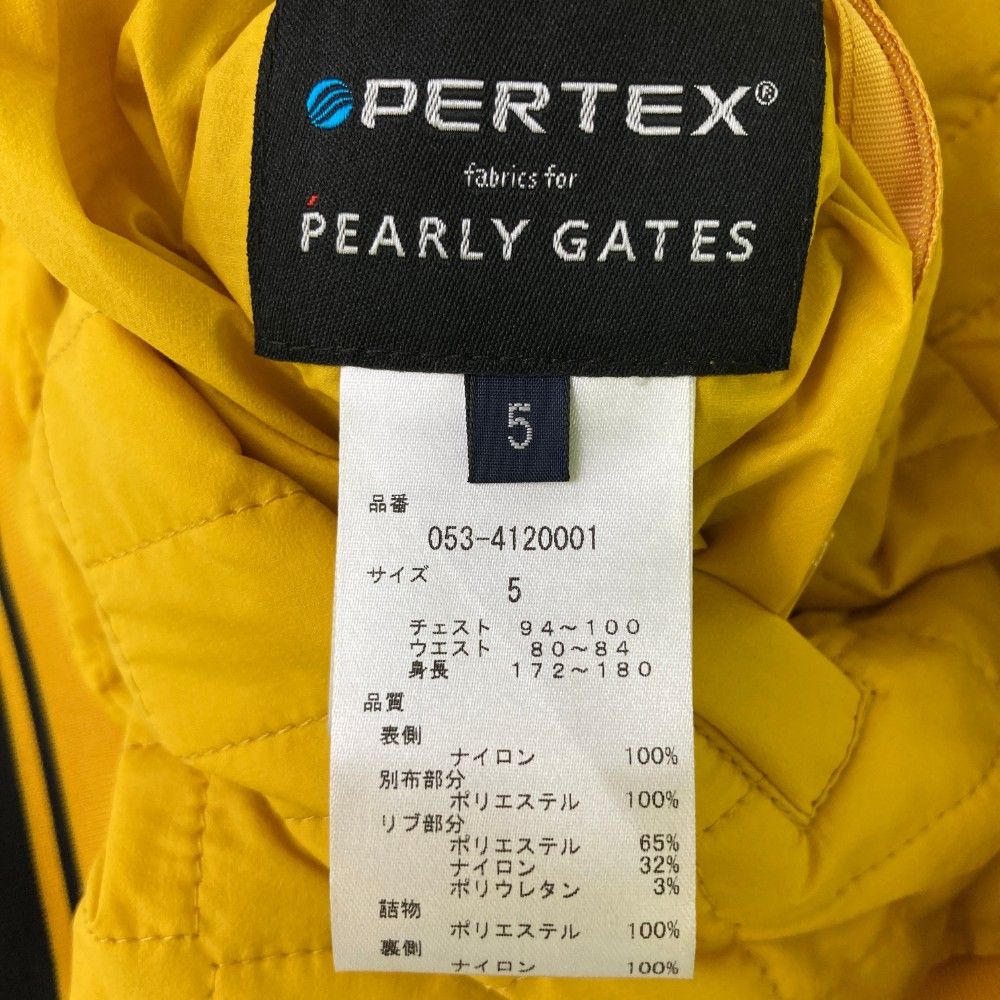 PERTEX®
fabrics for
PEARLY GATES
5
品番
053-4120001
サイズ
5
チェスト 94～100
ウエスト 80～84
身長 172～180
品質
表側
ナイロン 100%
別布部分
ポリエステル 100%
リブ部分
ポリエステル 65%
ナイロン 32%
ポリウレタン 3%
詰物
ポリエステル 100%
裏側
ナイロン 100%